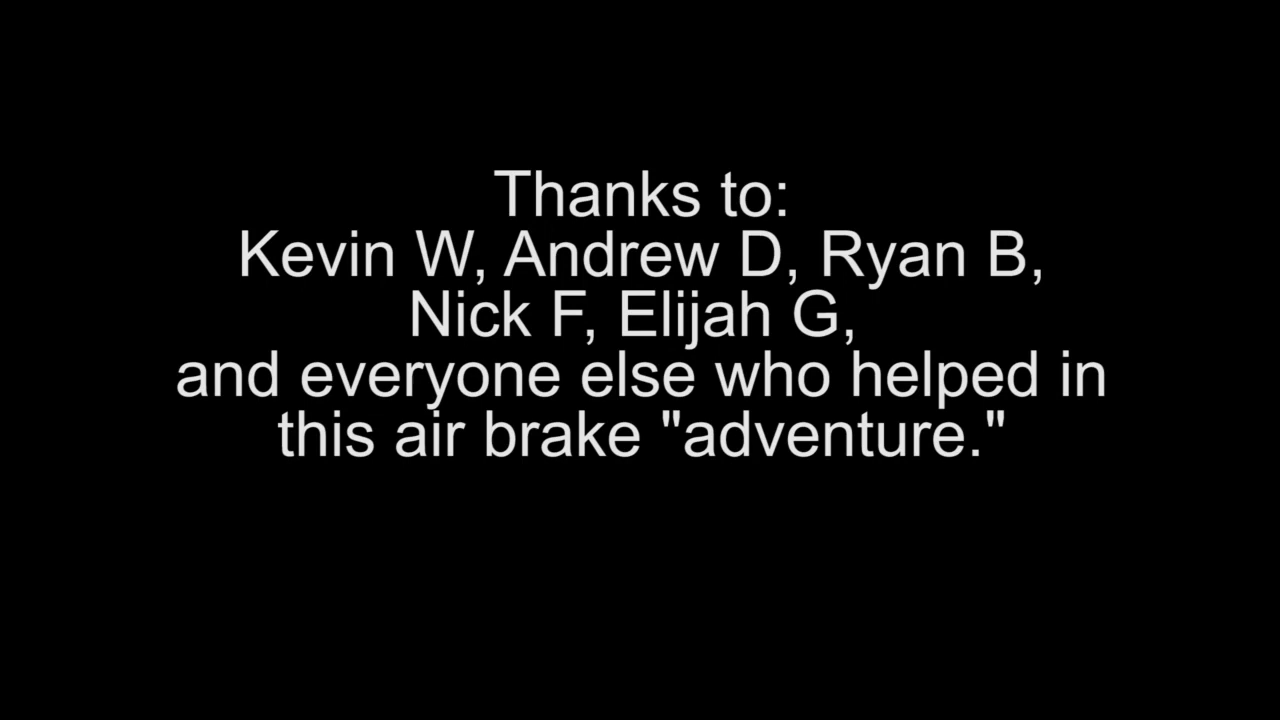 Thanks to:
Kevin W, Andrew D, Ryan B,
Nick F, Elijah G,
and everyone else who helped in
this air brake "adventure."